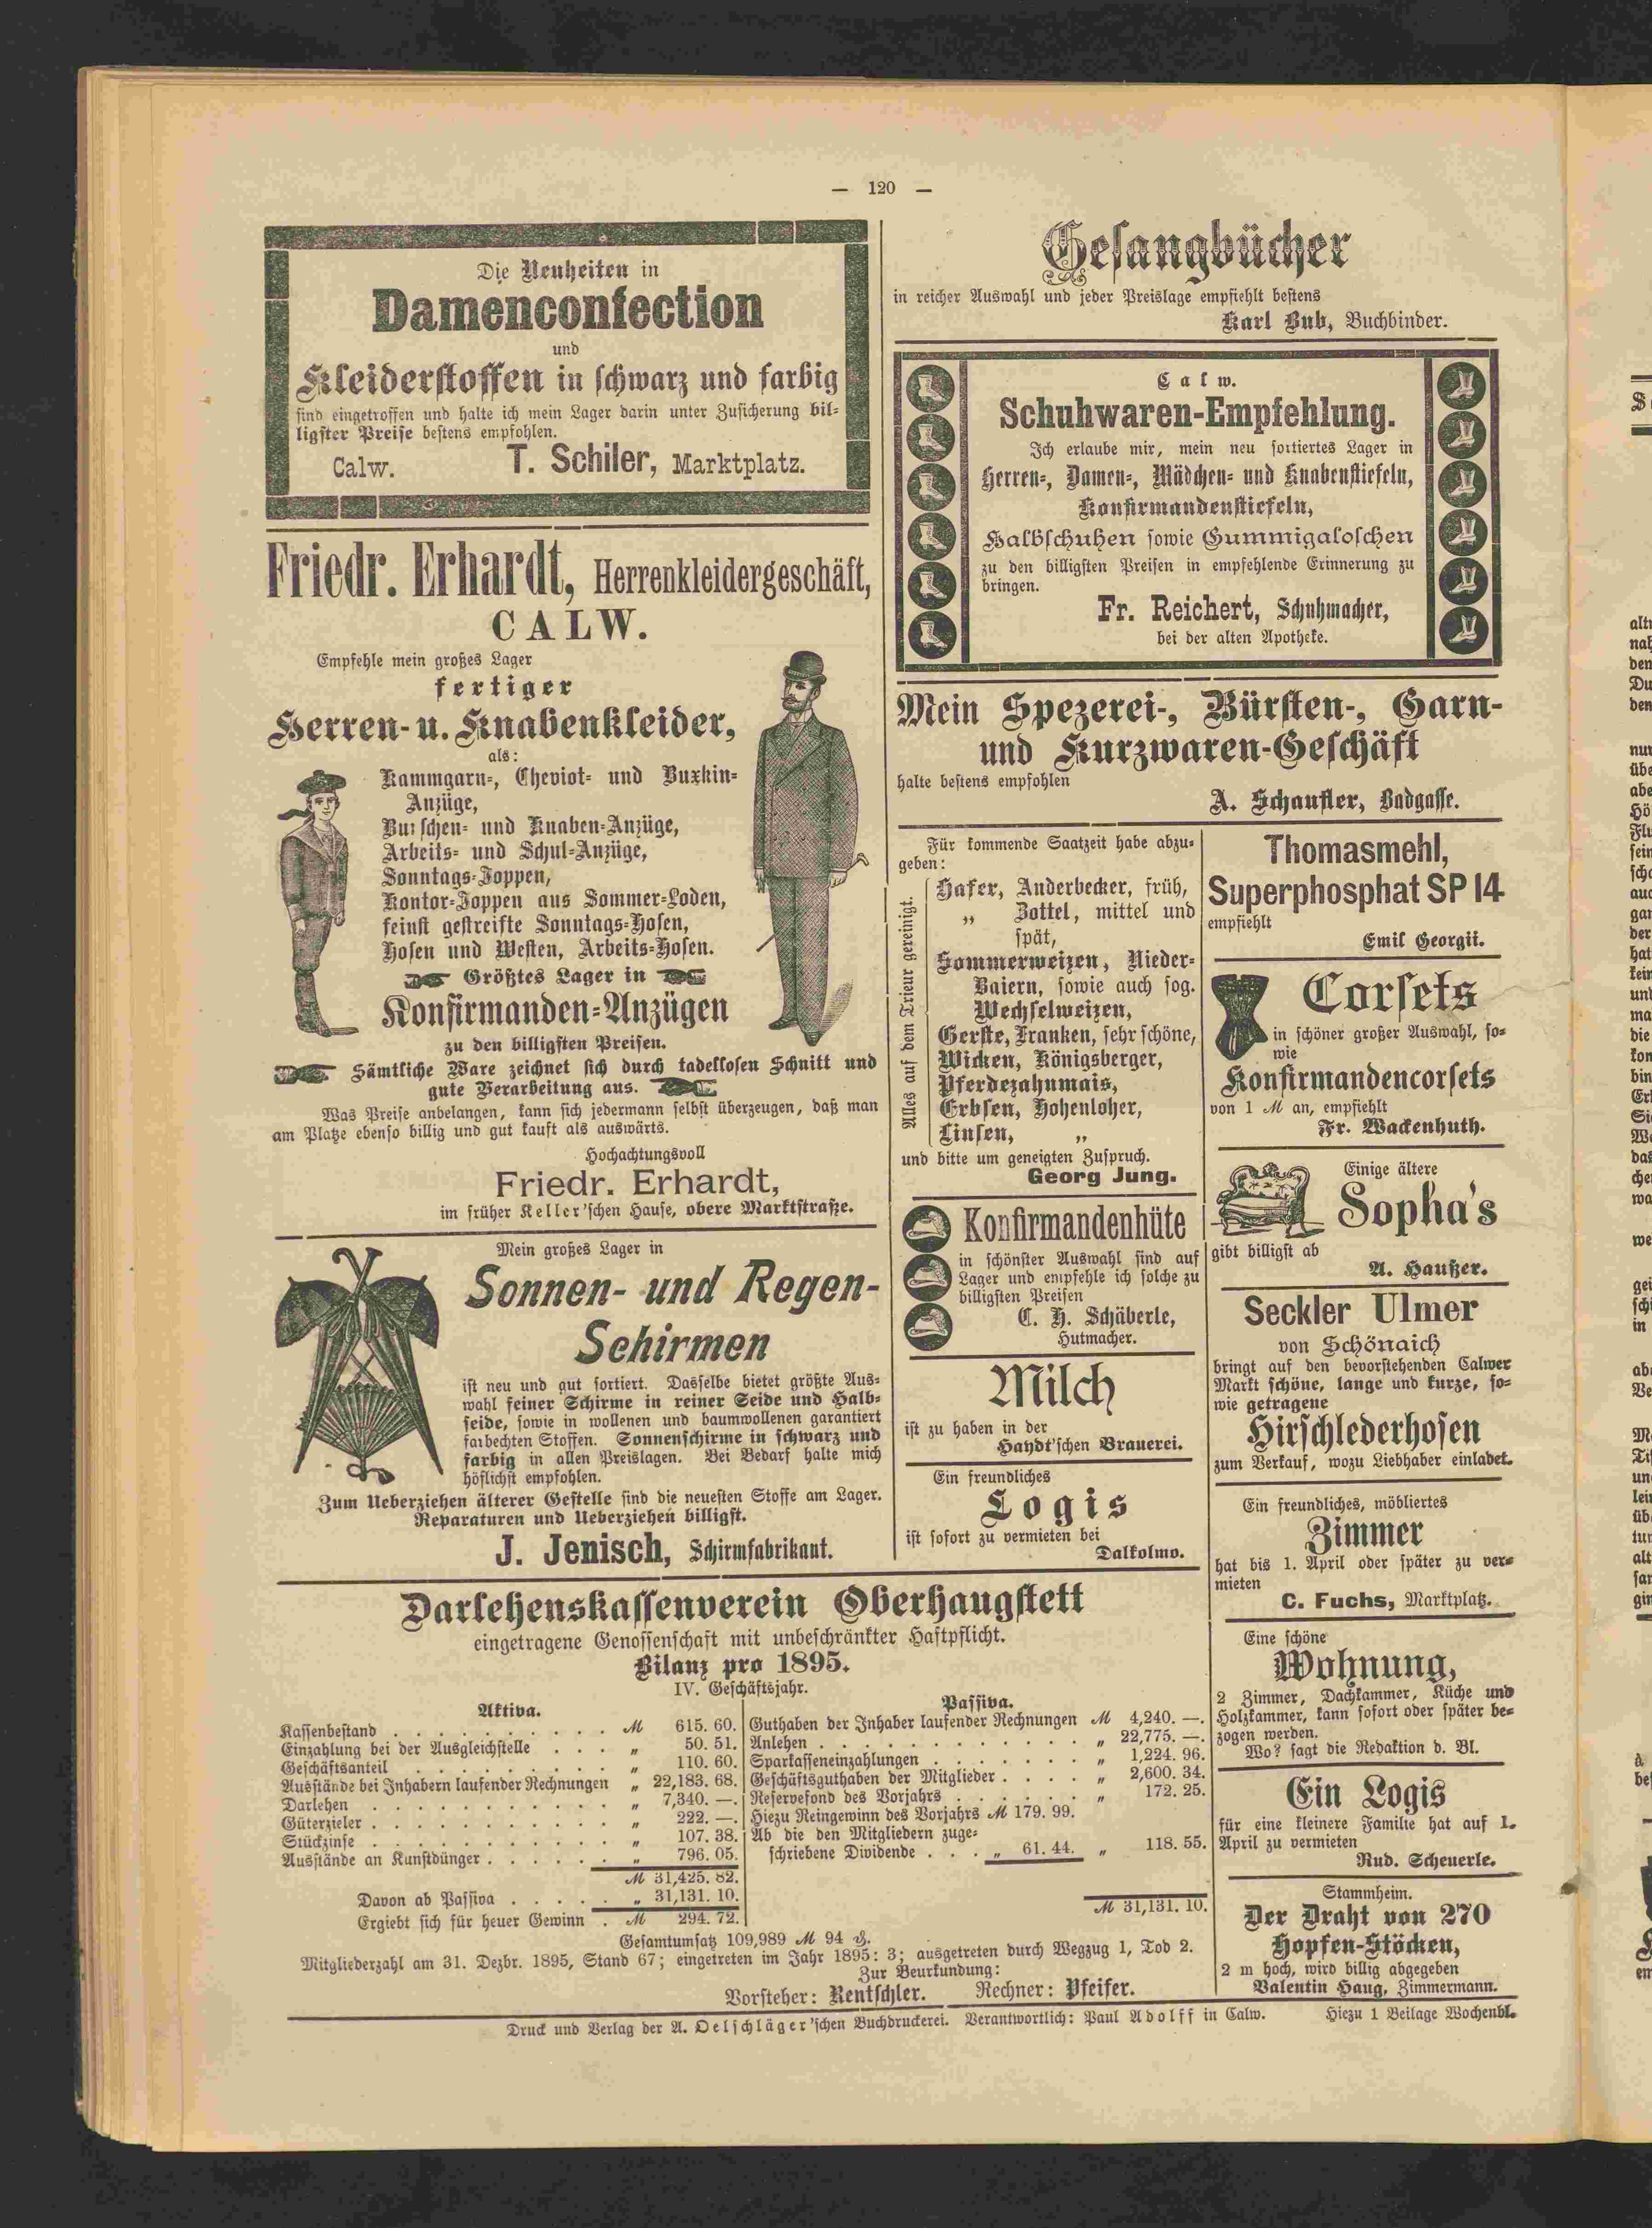 — 120 —
Die Neuheiten in
Damenconfection
und
Kleiderstoffen in schwarz und farbig
sind eingetroffen und halte ich mein Lager darin unter Zusicherung bil-
ligster Preise bestens empfohlen.
Calw. T. Schiler, Marktplatz.
Friedr. Erhardt, Herrenkleidergeschäft,
CALW.
Empfehle mein großes Lager
fertiger
Herren- u. Knabenkleider,
als:
Kammgarn-, Cheviot- und Buxkin-
Anzüge,
Burschen- und Knaben-Anzüge,
Arbeits- und Schul-Anzüge,
Sonntags-Joppen,
Kontor-Joppen aus Sommer-Loden,
feinst gestreifte Sonntags-Hosen,
Hosen und Westen, Arbeits-Hosen.
Größtes Lager in
Konfirmanden-Anzügen
zu den billigsten Preisen.
Sämtliche Ware zeichnet sich durch tadellosen Schnitt und
gute Verarbeitung aus.
Was Preise anbelangen, kann sich jedermann selbst überzeugen, daß man
am Platze ebenso billig und gut kauft als auswärts.
Hochachtungsvoll
Friedr. Erhardt,
im früher Keller'schen Hause, obere Marktstraße.
Mein großes Lager in
Sonnen- und Regen-
Schirmen
ist neu und gut sortiert. Dasselbe bietet größte Aus-
wahl feiner Schirme in reiner Seide und Halb-
seide, sowie in wollenen und baumwollenen garantiert
farbechten Stoffen. Sonnenschirme in schwarz und
farbig in allen Preislagen. Bei Bedarf halte mich
höflichst empfohlen.
Zum Ueberziehen älterer Gestelle sind die neuesten Stoffe am Lager.
Reparaturen und Ueberziehen billigst.
J. Jenisch, Schirmfabrikant.
Gesangbücher
in reicher Auswahl und jeder Preislage empfiehlt bestens
Karl Bub, Buchbinder.
Calw.
Schuhwaren-Empfehlung.
Ich erlaube mir, mein neu sortiertes Lager in
Herren-, Damen-, Mädchen- und Knabenstiefeln,
Konfirmandenstiefeln,
Halbschuhen sowie Gummigaloschen
zu den billigsten Preisen in empfehlende Erinnerung zu
bringen.
Fr. Reichert, Schuhmacher,
bei der alten Apotheke.
Mein Spezerei-, Bürsten-, Garn-
und Kurzwaren-Geschäft
halte bestens empfohlen
A. Schaufler, Badgasse.
Für kommende Saatzeit habe abzu-
geben:
Alles auf dem Trieur gereinigt.
Hafer, Anderbecker, früh,
„ Zottel, mittel und
spät,
Sommerweizen, Nieder-
Baiern, sowie auch sog.
Wechselweizen,
Gerste, Franken, sehr schöne,
Wicken, Königsberger,
Pferdezahnmais,
Erbsen, Hohenloher,
Linsen, „
und bitte um geneigten Zuspruch.
Georg Jung.
Konfirmandenhüte
in schönster Auswahl sind auf
Lager und empfehle ich solche zu
billigsten Preisen
C. H. Schäberle,
Hutmacher.
Milch
ist zu haben in der
Haydt'schen Brauerei.
Ein freundliches
Logis
ist sofort zu vermieten bei
Dalkolmo.
Thomasmehl,
Superphosphat SP 14
empfiehlt
Emil Georgii.
Corsets
in schöner großer Auswahl, so-
wie
Konfirmandencorsets
von 1 M an, empfiehlt
Fr. Wackenhuth.
Einige ältere
Sopha's
gibt billigst ab
A. Haußer.
Seckler Ulmer
von Schönaich
bringt auf den bevorstehenden Calwer
Markt schöne, lange und kurze, so-
wie getragene
Hirschlederhosen
zum Verkauf, wozu Liebhaber einladet.
Ein freundliches, möbliertes
Zimmer
hat bis 1. April oder später zu ver-
mieten
C. Fuchs, Marktplatz.
Eine schöne
Wohnung,
2 Zimmer, Dachkammer, Küche und
Holzkammer, kann sofort oder später be-
zogen werden.
Wo? sagt die Redaktion d. Bl.
Ein Logis
für eine kleinere Familie hat auf 1.
April zu vermieten
Rud. Scheuerle.
Stammheim.
Der Draht von 270
Hopfen-Stöcken,
2 m hoch, wird billig abgegeben
Valentin Haug, Zimmermann.
Darlehenskassenverein Oberhaugstett
eingetragene Genossenschaft mit unbeschränkter Haftpflicht.
Bilanz pro 1895.
IV. Geschäftsjahr.
Aktiva.
Kassenbestand . . . M 615. 60.
Einzahlung bei der Ausgleichstelle . . . „ 50. 51.
Geschäftsanteil . . . „ 110. 60.
Ausstände bei Inhabern laufender Rechnungen „ 22,183. 68.
Darlehen . . . „ 7,340. —.
Güterzieler . . . „ 222. —.
Stückzinse . . . „ 107. 38.
Ausstände an Kunstdünger . . . „ 796. 05.
M 31,425. 82.
Davon ab Passiva . . . „ 31,131. 10.
Ergiebt sich für heuer Gewinn . M 294. 72.
Passiva.
Guthaben der Inhaber laufender Rechnungen M 4,240. —.
Anlehen . . . „ 22,775. —.
Sparkasseneinzahlungen . . . „ 1,224. 96.
Geschäftsguthaben der Mitglieder . . . „ 2,600. 34.
Reservefond des Vorjahrs . . . „ 172. 25.
Hiezu Reingewinn des Vorjahrs M 179. 99.
Ab die den Mitgliedern zuge-
schriebene Dividende . . . „ 61. 44. „ 118. 55.
M 31,131. 10.
Gesamtumsatz 109,989 M 94 ₰.
Mitgliederzahl am 31. Dezbr. 1895, Stand 67; eingetreten im Jahr 1895: 3; ausgetreten durch Wegzug 1, Tod 2.
Zur Beurkundung:
Vorsteher: Rentschler. Rechner: Pfeifer.
Druck und Verlag der A. Oelschläger'schen Buchdruckerei. Verantwortlich: Paul Adolff in Calw. Hiezu 1 Beilage Wochenbl.